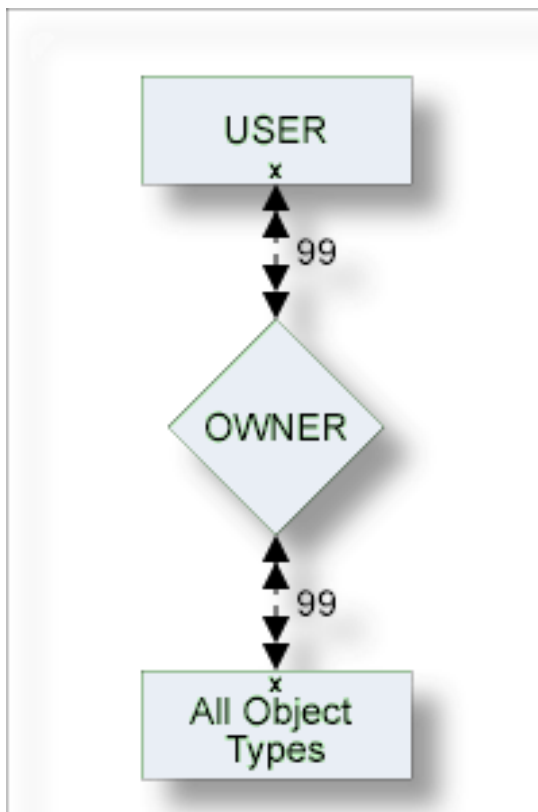 USER
x
99
OWNER
99
x
All Object
Types